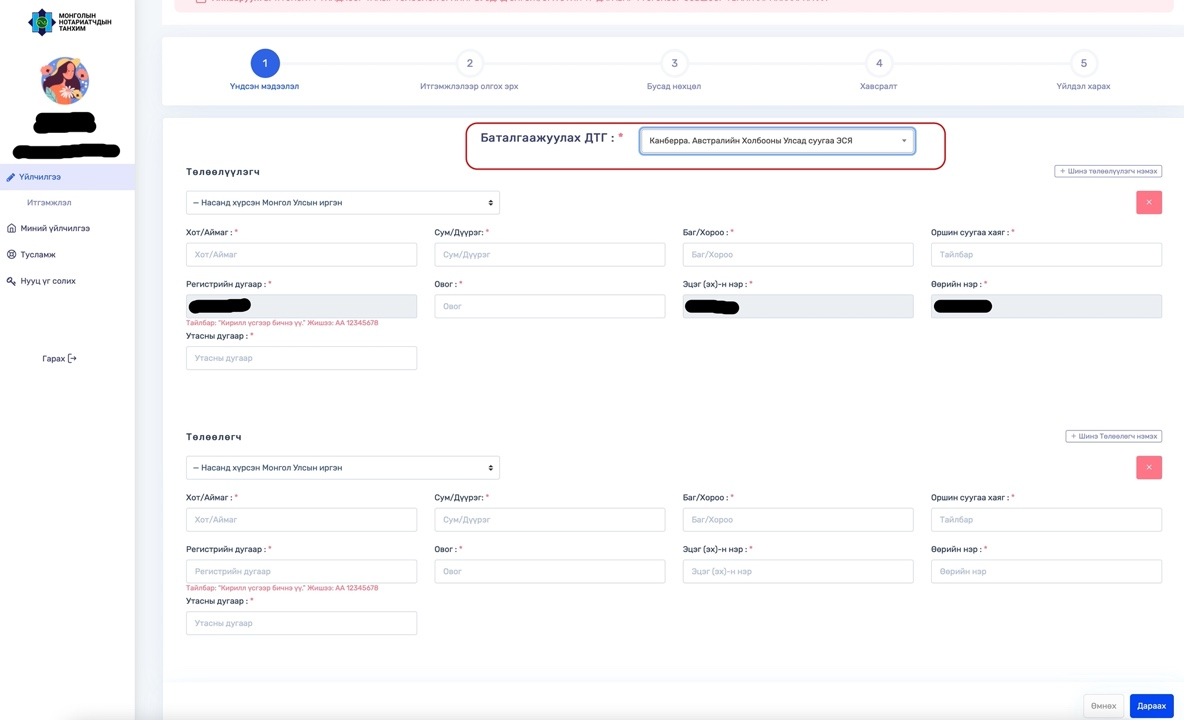 МОНГОЛЫН
НОТАРИАТЧДЫН
ТАНХИМ
Үйлчилгээ
Итгэмжлэл
Миний үйлчилгээ
Тусламж
Нууц үг солих
Гарах
1 2 3 4 5
Үндсэн мэдээлэл Итгэмжлэлээр олгох эрх Бусад нөхцөл Хавсралт Үйлдэл харах
Баталгаажуулах ДТГ : * Канберра. Австралийн Холбооны Улсад суугаа ЭСЯ
Төлөөлүүлэгч + Шинэ төлөөлүүлэгч нэмэх
— Насанд хүрсэн Монгол Улсын иргэн ×
Хот/Аймаг : * Сум/Дүүрэг: * Баг/Хороо : * Оршин суугаа хаяг : *
Хот/Аймаг Сум/Дүүрэг Баг/Хороо Тайлбар
Регистрийн дугаар : * Овог : * Эцэг (эх)-н нэр : * Өөрийн нэр : *
Овог
Тайлбар: "Кирилл үсгээр бичнэ үү." Жишээ: АА 12345678
Утасны дугаар : *
Утасны дугаар
Төлөөлөгч + Шинэ Төлөөлөгч нэмэх
— Насанд хүрсэн Монгол Улсын иргэн ×
Хот/Аймаг : * Сум/Дүүрэг: * Баг/Хороо : * Оршин суугаа хаяг : *
Хот/Аймаг Сум/Дүүрэг Баг/Хороо Тайлбар
Регистрийн дугаар : * Овог : * Эцэг (эх)-н нэр : * Өөрийн нэр : *
Регистрийн дугаар Овог Эцэг (эх)-н нэр Өөрийн нэр
Тайлбар: "Кирилл үсгээр бичнэ үү." Жишээ: АА 12345678
Утасны дугаар : *
Утасны дугаар
Өмнөх Дараах